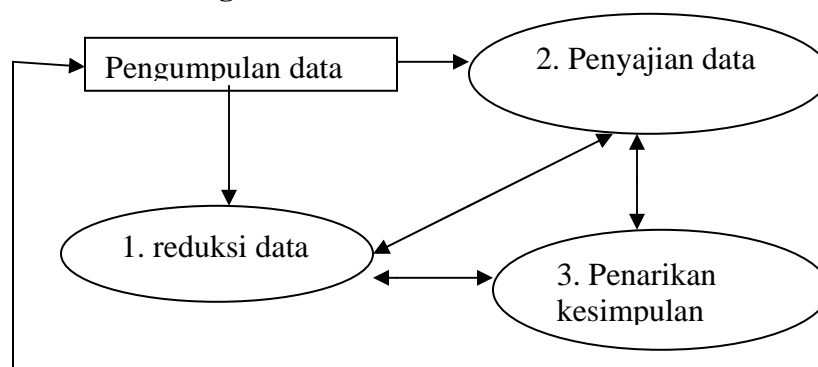 Pengumpulan data
2. Penyajian data
1. reduksi data
3. Penarikan
kesimpulan